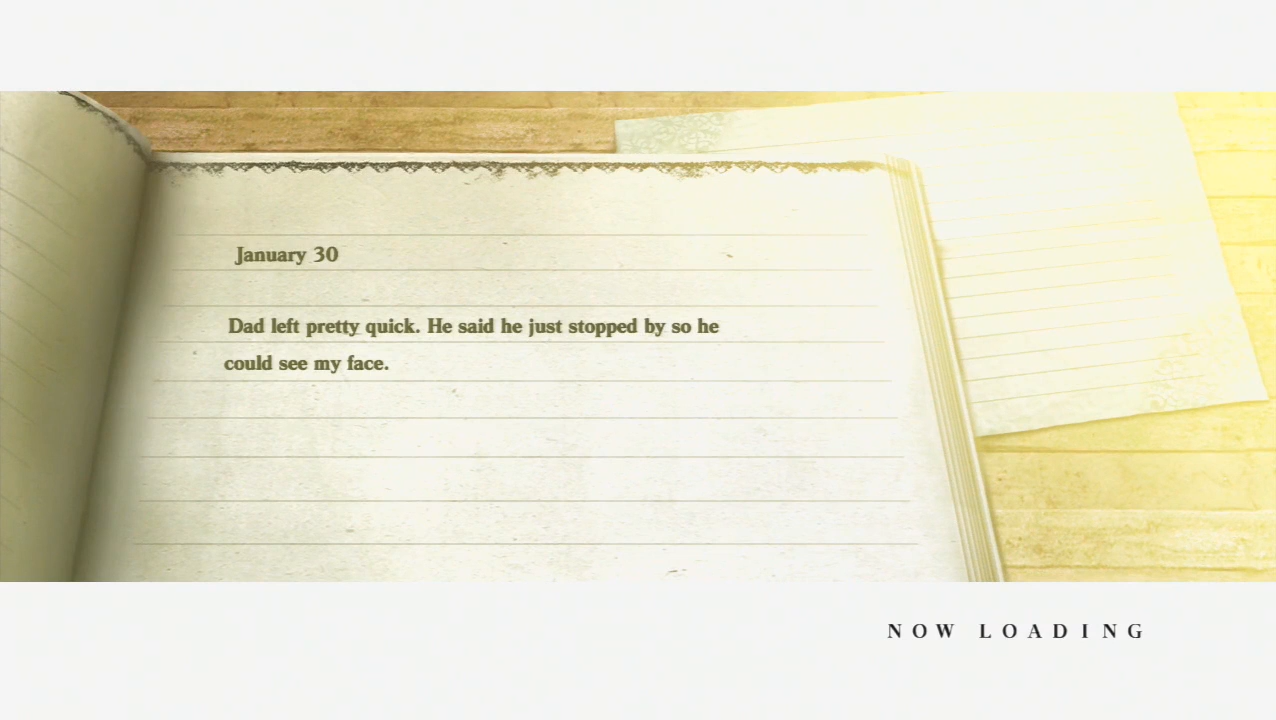 January 30
Dad left pretty quick. He said he just stopped by so he
could see my face.
NOW LOADING